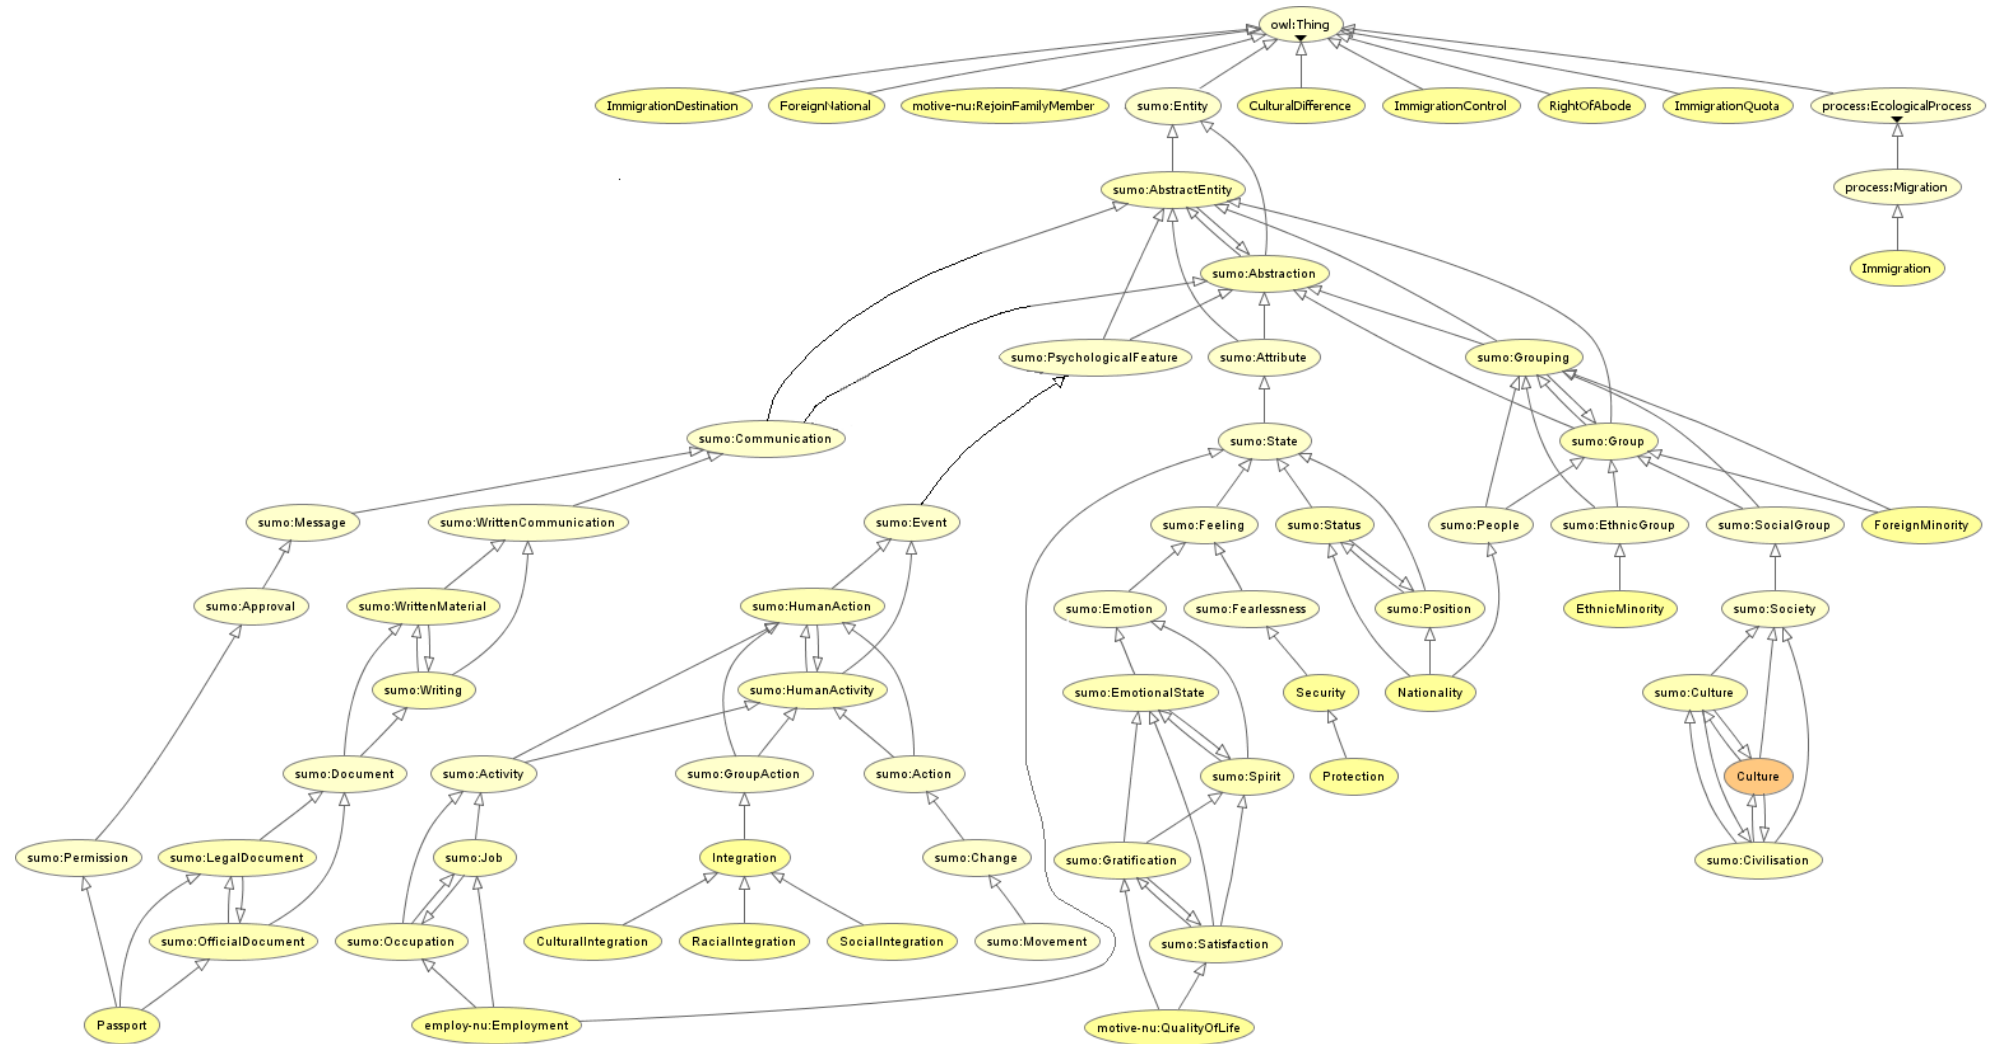 owl:Thing
ImmigrationDestination
ForeignNational
motive-nu:RejoinFamilyMember
sumo:Entity
CulturalDifference
ImmigrationControl
RightOfAbode
ImmigrationQuota
process:EcologicalProcess
sumo:AbstractEntity
process:Migration
sumo:Abstraction
Immigration
sumo:PsychologicalFeature
sumo:Attribute
sumo:Grouping
sumo:Communication
sumo:State
sumo:Group
sumo:Message
sumo:WrittenCommunication
sumo:Event
sumo:Feeling
sumo:Status
sumo:People
sumo:EthnicGroup
sumo:SocialGroup
ForeignMinority
sumo:Approval
sumo:WrittenMaterial
sumo:HumanAction
sumo:Emotion
sumo:Fearlessness
sumo:Position
EthnicMinority
sumo:Society
sumo:Writing
sumo:HumanActivity
sumo:EmotionalState
Security
Nationality
sumo:Culture
sumo:Document
sumo:Activity
sumo:GroupAction
sumo:Action
sumo:Spirit
Protection
Culture
sumo:Permission
sumo:LegalDocument
sumo:Job
Integration
sumo:Change
sumo:Gratification
sumo:Civilisation
sumo:OfficialDocument
sumo:Occupation
CulturalIntegration
RacialIntegration
SocialIntegration
sumo:Movement
sumo:Satisfaction
Passport
employ-nu:Employment
motive-nu:QualityOfLife